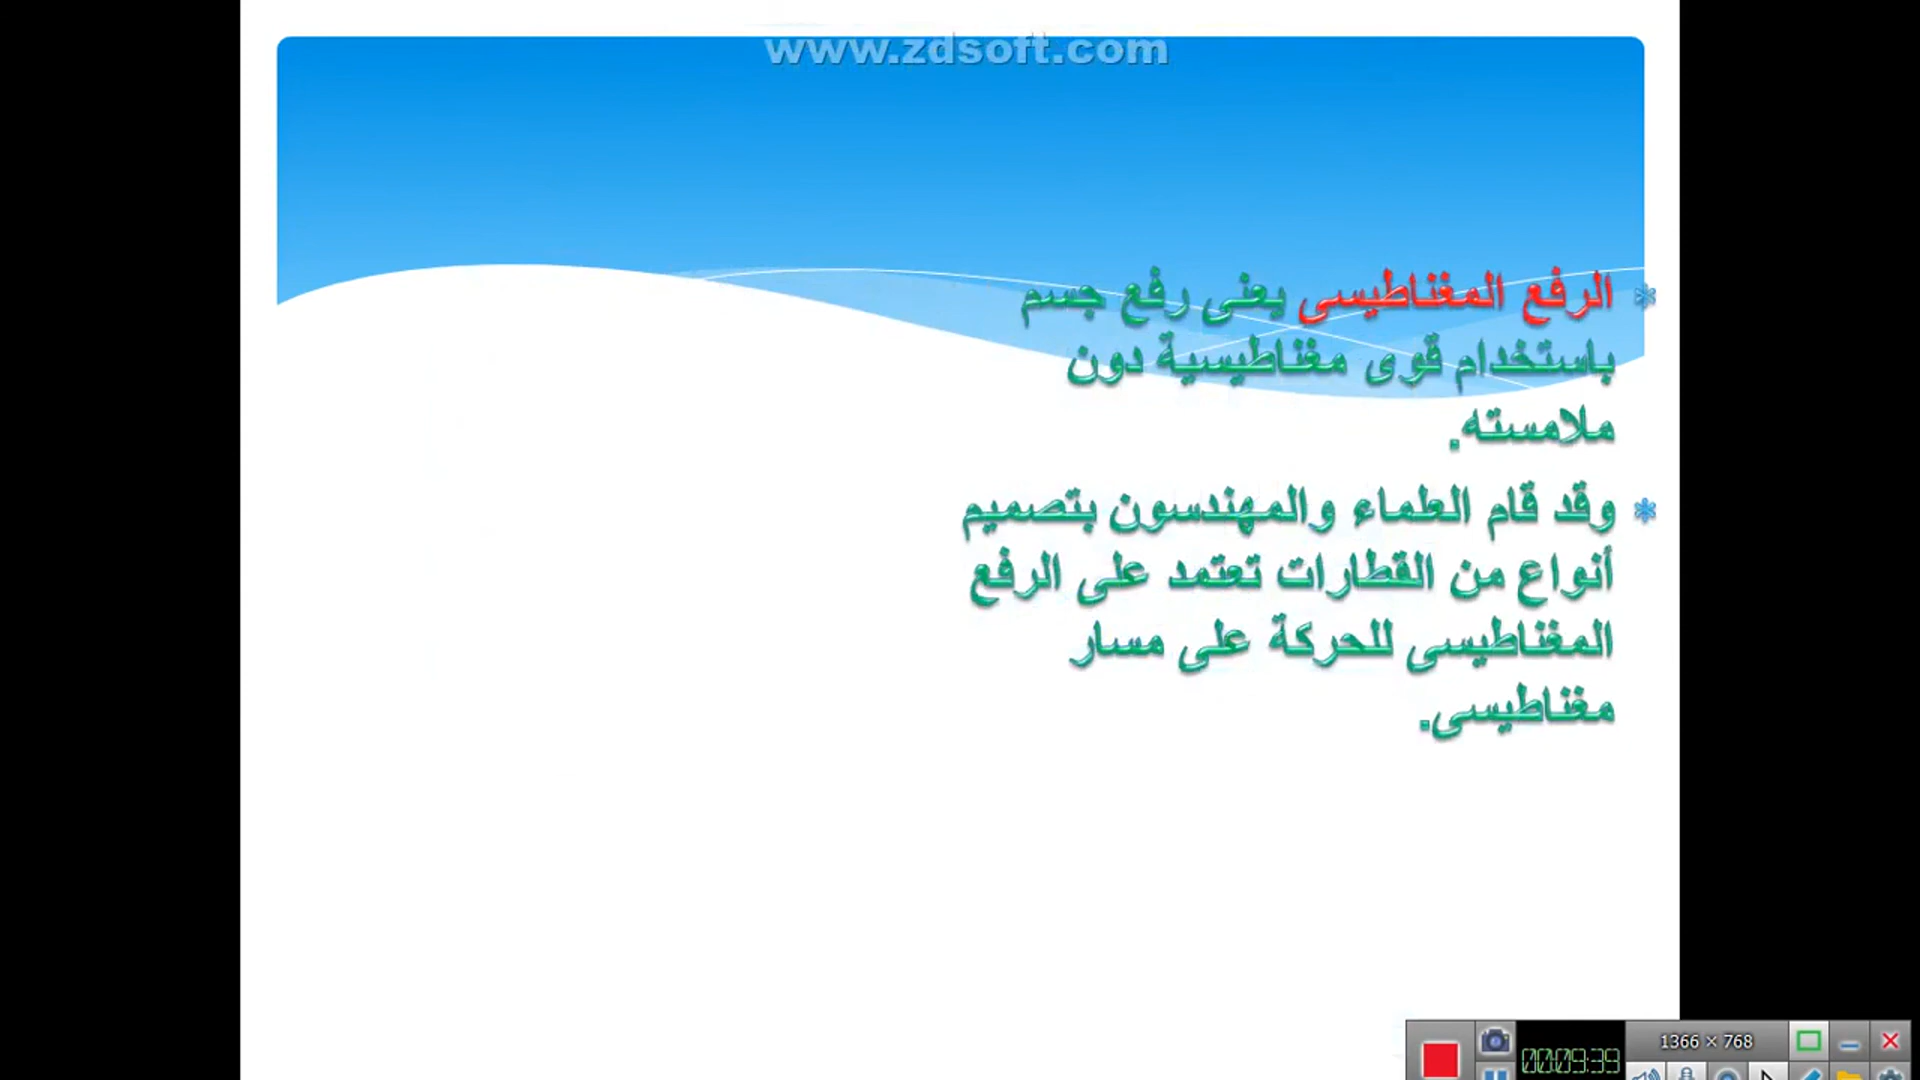 www.zdsoft.com
* الرفع المغناطيسى يعنى رفع جسم
باستخدام قوى مغناطيسية دون
ملامسته.
* وقد قام العلماء والمهندسون بتصميم
أنواع من القطارات تعتمد على الرفع
المغناطيسى للحركة على مسار
مغناطيسى.
1366 × 768
00:09:39